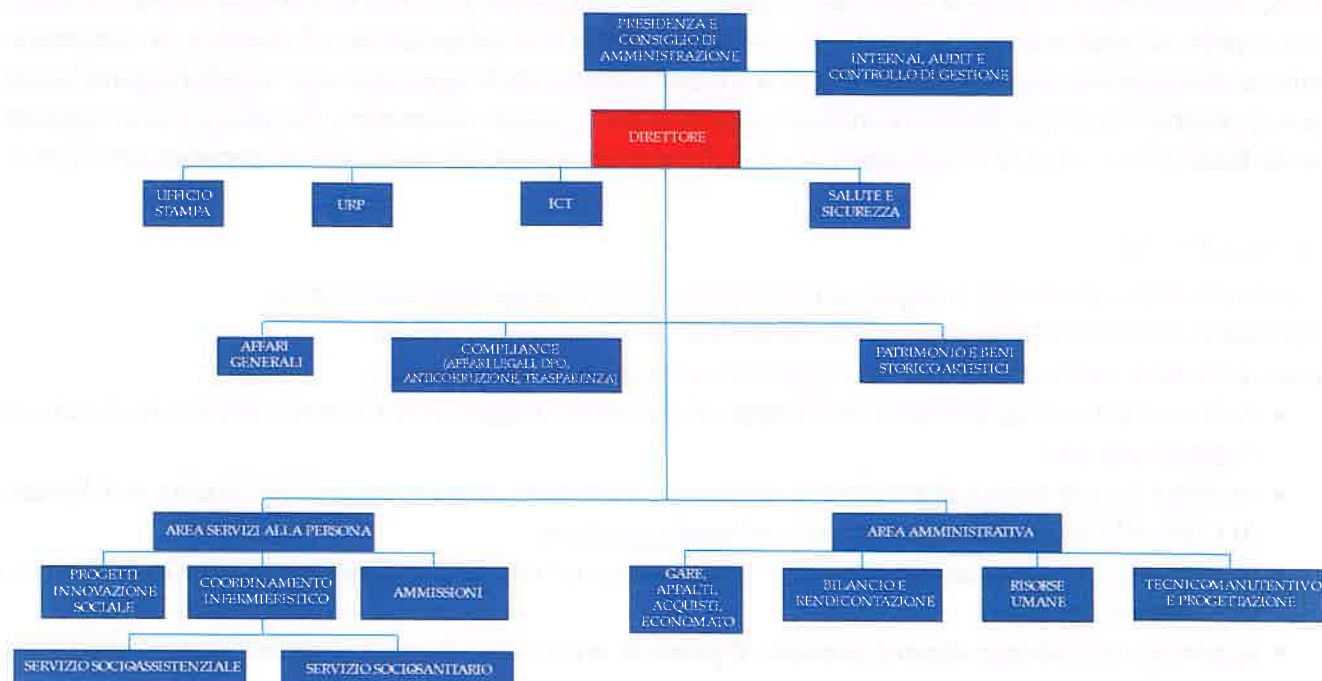 PRESIDENZA E
CONSIGLIO DI
AMMINISTRAZIONE
INTERNAL AUDIT E
CONTROLLO DI GESTIONE
DIRETTORE
UFFICIO
STAMPA
URP
ICT
SALUTE E
SICUREZZA
AFFARI
GENERALI
COMPLIANCE
(AFFARI LEGALI, DPO,
ANTICORRUZIONE, TRASPARENZA)
PATRIMONIO E BENI
STORICO ARTISTICI
AREA SERVIZI ALLA PERSONA
AREA AMMINISTRATIVA
PROGETTI
INNOVAZIONE
SOCIALE
COORDINAMENTO
INFERMIERISTICO
AMMISSIONI
GARE,
APPALTI,
ACQUISTI,
ECONOMATO
BILANCIO E
RENDICONTAZIONE
RISORSE
UMANE
TECNICOMANUTENTIVO
E PROGETTAZIONE
SERVIZIO SOCIOASSISTENZIALE
SERVIZIO SOCIOSANITARIO